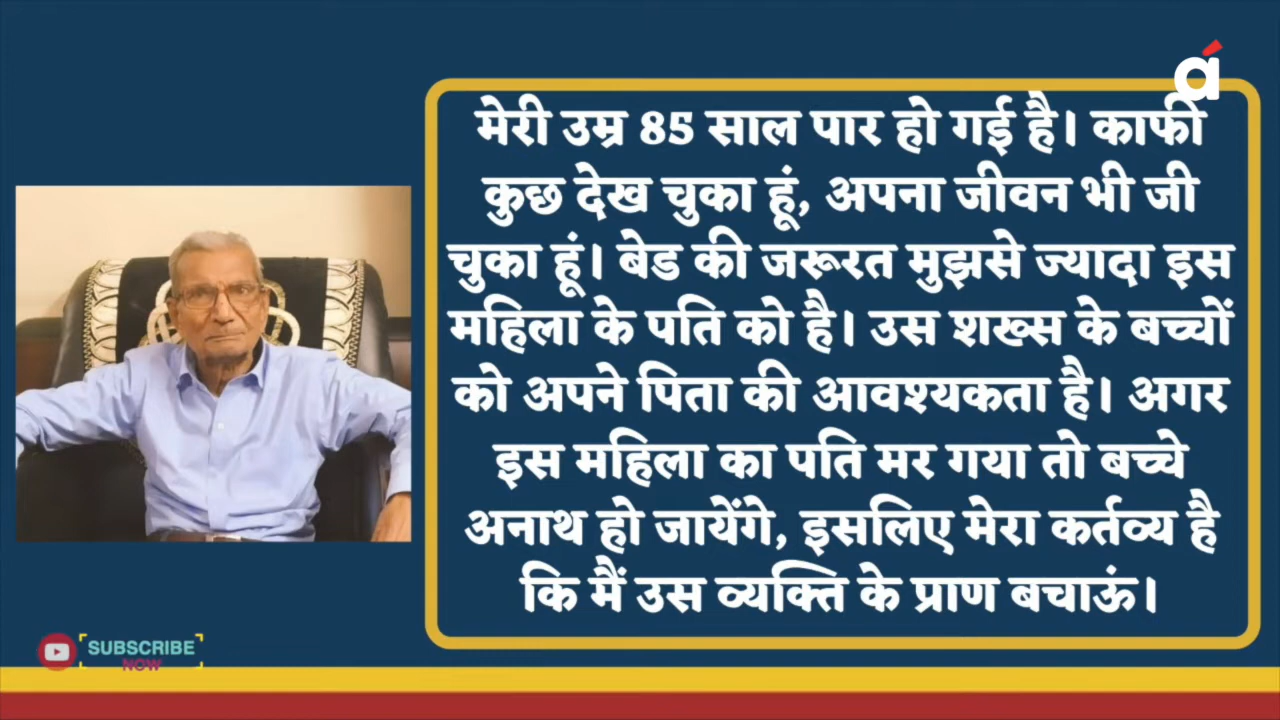 á
मेरी उम्र 85 साल पार हो गई है। काफी
कुछ देख चुका हूं, अपना जीवन भी जी
चुका हूं। बेड की जरूरत मुझसे ज्यादा इस
महिला के पति को है। उस शख्स के बच्चों
को अपने पिता की आवश्यकता है। अगर
इस महिला का पति मर गया तो बच्चे
अनाथ हो जायेंगे, इसलिए मेरा कर्तव्य है
कि मैं उस व्यक्ति के प्राण बचाऊं।
SUBSCRIBE
NOW